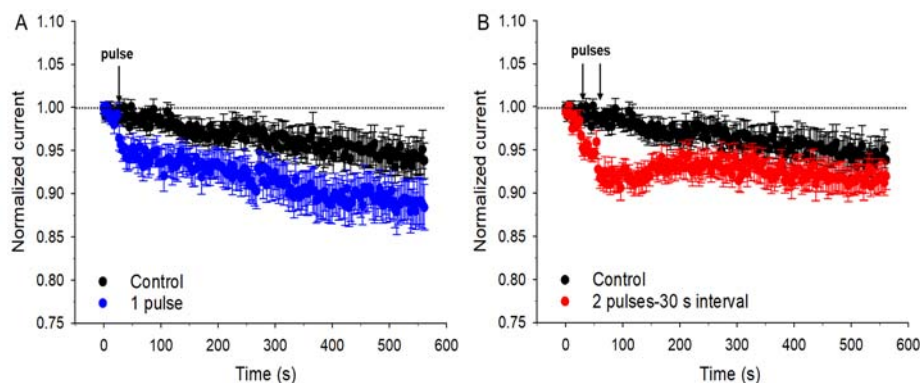 A
pulse
Normalized current
1.10
1.05
1.00
0.95
0.90
0.85
0.80
0.75
Control
1 pulse
0 100 200 300 400 500 600
Time (s)
B
pulses
Normalized current
1.10
1.05
1.00
0.95
0.90
0.85
0.80
0.75
Control
2 pulses-30 s interval
0 100 200 300 400 500 600
Time (s)